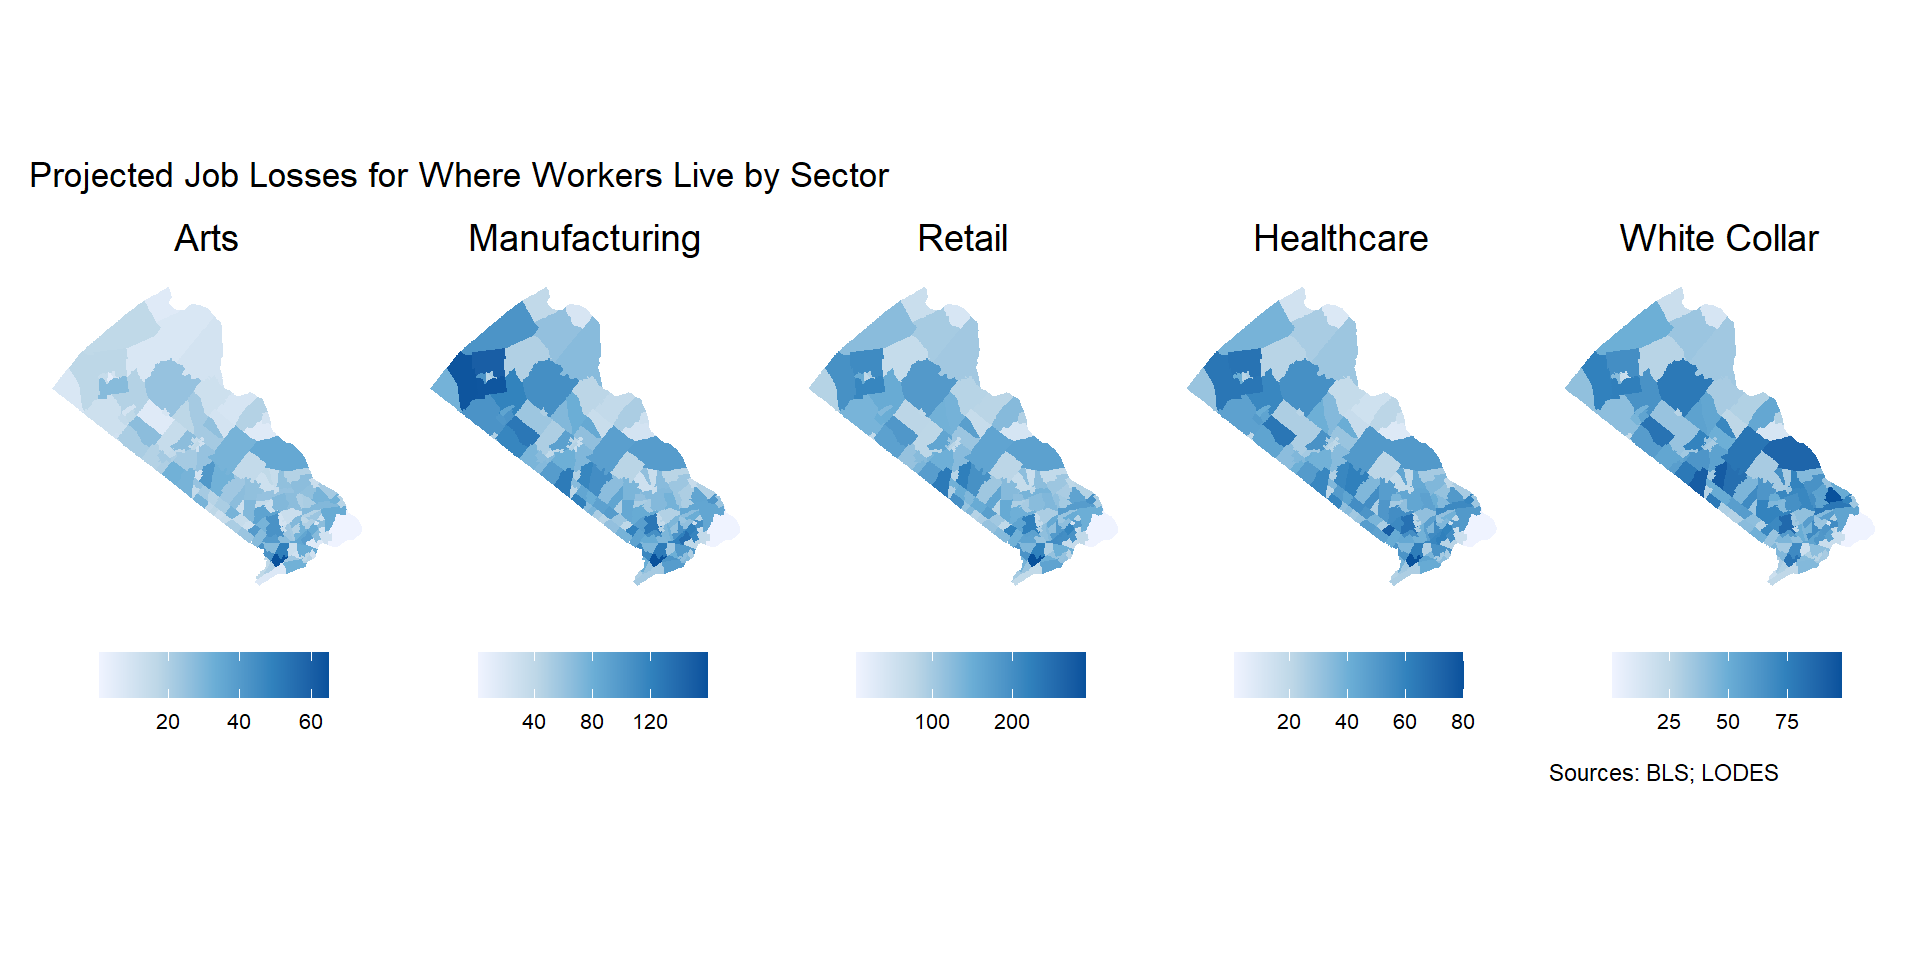 Projected Job Losses for Where Workers Live by Sector
Arts
Manufacturing
Retail
Healthcare
White Collar
20 40 60
40 80 120
100 200
20 40 60 80
25 50 75
Sources: BLS; LODES